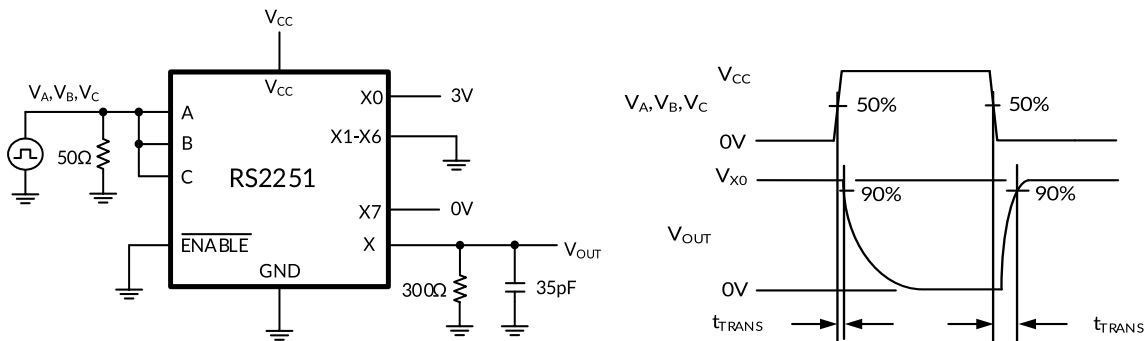 VCC
VCC
VA,VB,VC
50Ω
A
B
C
RS2251
ENABLE
GND
X0
3V
X1-X6
X7
0V
X
VOUT
300Ω
35pF
VCC
VA,VB,VC
50%
50%
0V
VX0
90%
90%
VOUT
0V
tTRANS
tTRANS